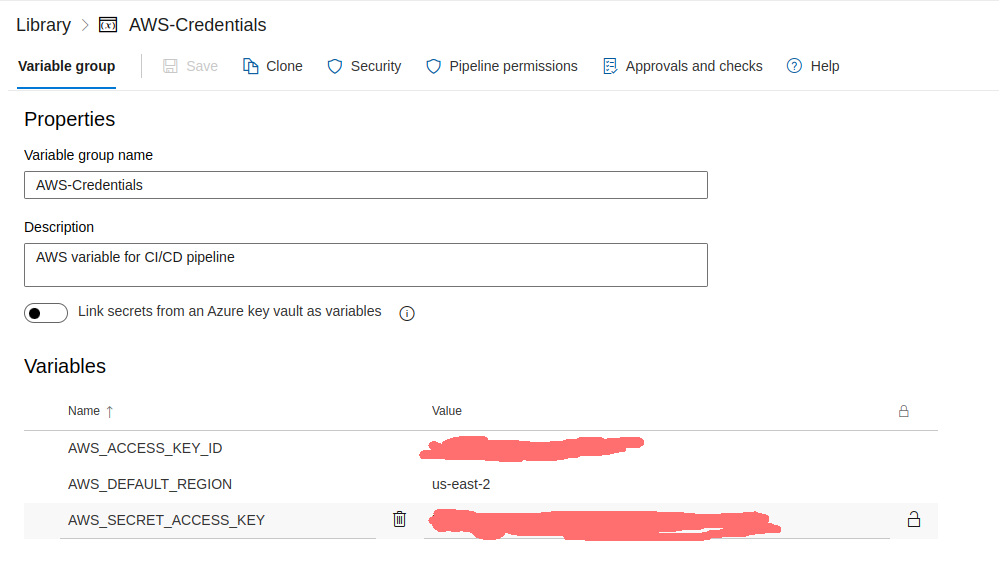 Library > AWS-Credentials
Variable group Save Clone Security Pipeline permissions Approvals and checks Help
Properties
Variable group name
AWS-Credentials
Description
AWS variable for CI/CD pipeline
Link secrets from an Azure key vault as variables
Variables
Name ↑ Value
AWS_ACCESS_KEY_ID
AWS_DEFAULT_REGION us-east-2
AWS_SECRET_ACCESS_KEY